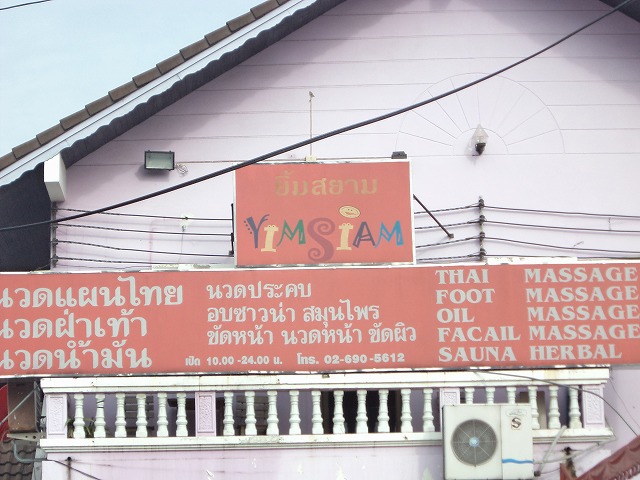 ยิ้มสยาม
YIMSIAM
นวดแผนไทย
นวดฝ่าเท้า
นวดน้ำมัน
นวดประคบ
อบซาวน่า สมุนไพร
ขัดหน้า นวดหน้า ขัดผิว
เปิด 10.00-24.00 น. โทร. 02-690-5612
THAI MASSAGE
FOOT MASSAGE
OIL MASSAGE
FACAIL MASSAGE
SAUNA HERBAL